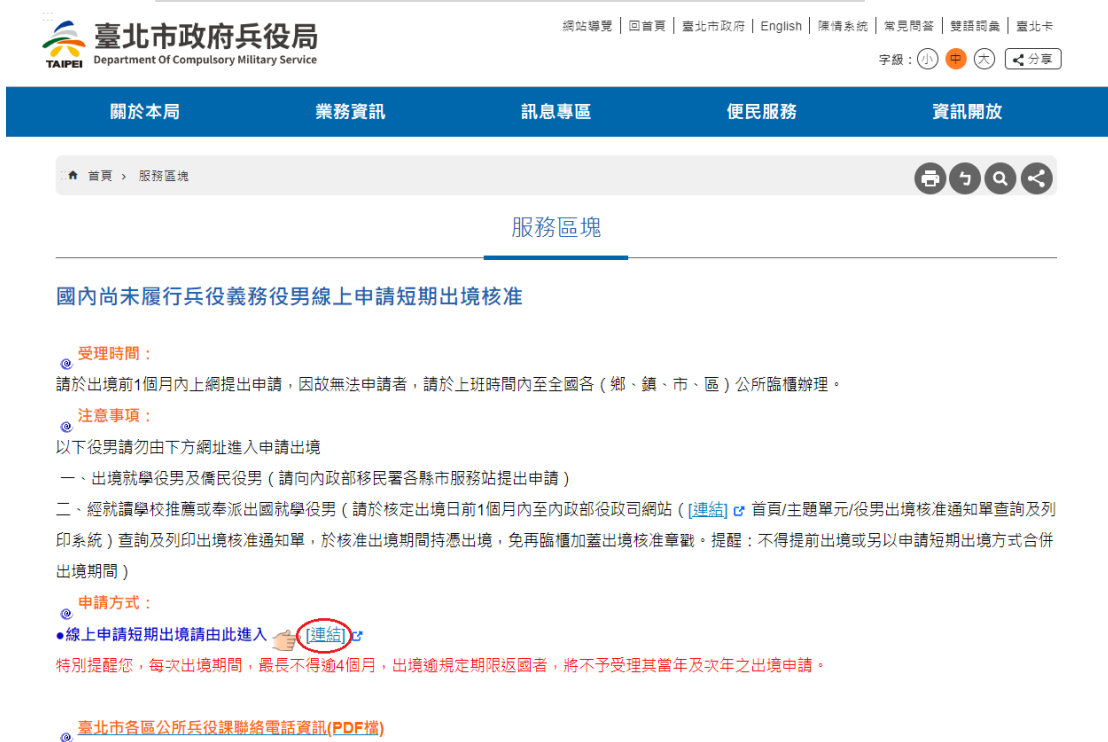 臺北市政府兵役局
TAIPEI Department Of Compulsory Military Service
網站導覽 | 回首頁 | 臺北市政府 | English | 陳情系統 | 常見問答 | 雙語詞彙 | 臺北卡
字級：小 中 大 分享
關於本局 業務資訊 訊息專區 便民服務 資訊開放
首頁 › 服務區塊
服務區塊
國內尚未履行兵役義務役男線上申請短期出境核准
受理時間：
請於出境前1個月內上網提出申請，因故無法申請者，請於上班時間內至全國各（鄉、鎮、市、區）公所臨櫃辦理。
注意事項：
以下役男請勿由下方網址進入申請出境
一、出境就學役男及僑民役男（請向內政部移民署各縣市服務站提出申請）
二、經就讀學校推薦或奉派出國就學役男（請於核定出境日前1個月內至內政部役政司網站（[連結] 首頁/主題單元/役男出境核准通知單查詢及列
印系統）查詢及列印出境核准通知單，於核准出境期間持憑出境，免再臨櫃加蓋出境核准章戳。提醒：不得提前出境或另以申請短期出境方式合併
出境期間）
申請方式：
●線上申請短期出境請由此進入 [連結]
特別提醒您，每次出境期間，最長不得逾4個月，出境逾規定期限返國者，將不予受理其當年及次年之出境申請。
臺北市各區公所兵役課聯絡電話資訊(PDF檔)